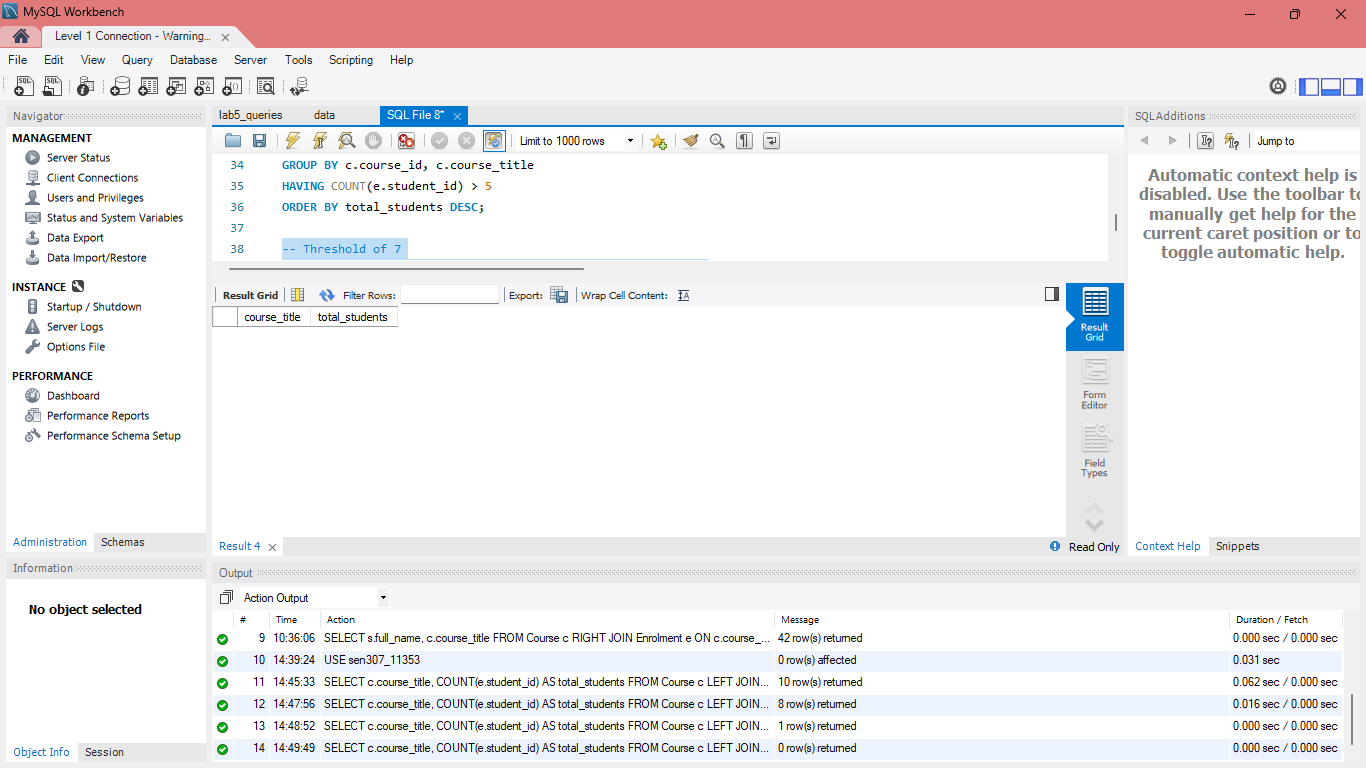 MySQL Workbench
Level 1 Connection - Warning...
File Edit View Query Database Server Tools Scripting Help
Navigator
MANAGEMENT
Server Status
Client Connections
Users and Privileges
Status and System Variables
Data Export
Data Import/Restore
INSTANCE
Startup / Shutdown
Server Logs
Options File
PERFORMANCE
Dashboard
Performance Reports
Performance Schema Setup
Administration Schemas
Information
No object selected
Object Info Session
lab5_queries data SQL File 8*
Limit to 1000 rows
34 GROUP BY c.course_id, c.course_title
35 HAVING COUNT(e.student_id) > 5
36 ORDER BY total_students DESC;
37
38 -- Threshold of 7
Result Grid Filter Rows: Export: Wrap Cell Content:
course_title total_students
Result Grid
Form Editor
Field Types
Result 4 Read Only
SQLAdditions
Jump to
Automatic context help is
disabled. Use the toolbar to
manually get help for the
current caret position or to
toggle automatic help.
Context Help Snippets
Output
Action Output
# Time Action Message Duration / Fetch
9 10:36:06 SELECT s.full_name, c.course_title FROM Course c RIGHT JOIN Enrolment e ON c.course_... 42 row(s) returned 0.000 sec / 0.000 sec
10 14:39:24 USE sen307_11353 0 row(s) affected 0.031 sec
11 14:45:33 SELECT c.course_title, COUNT(e.student_id) AS total_students FROM Course c LEFT JOIN... 10 row(s) returned 0.062 sec / 0.000 sec
12 14:47:56 SELECT c.course_title, COUNT(e.student_id) AS total_students FROM Course c LEFT JOIN... 8 row(s) returned 0.016 sec / 0.000 sec
13 14:48:52 SELECT c.course_title, COUNT(e.student_id) AS total_students FROM Course c LEFT JOIN... 1 row(s) returned 0.000 sec / 0.000 sec
14 14:49:49 SELECT c.course_title, COUNT(e.student_id) AS total_students FROM Course c LEFT JOIN... 0 row(s) returned 0.000 sec / 0.000 sec